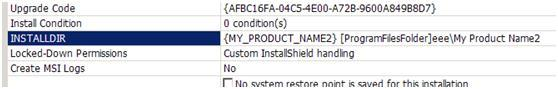 Upgrade Code {AFBC16FA-04C5-4E00-A72B-9600A849B8D7}
Install Condition 0 condition(s)
INSTALLDIR {MY_PRODUCT_NAME2} [ProgramFilesFolder]eee\My Product Name2
Locked-Down Permissions Custom InstallShield handling
Create MSI Logs No
No system restore point is saved for this installation